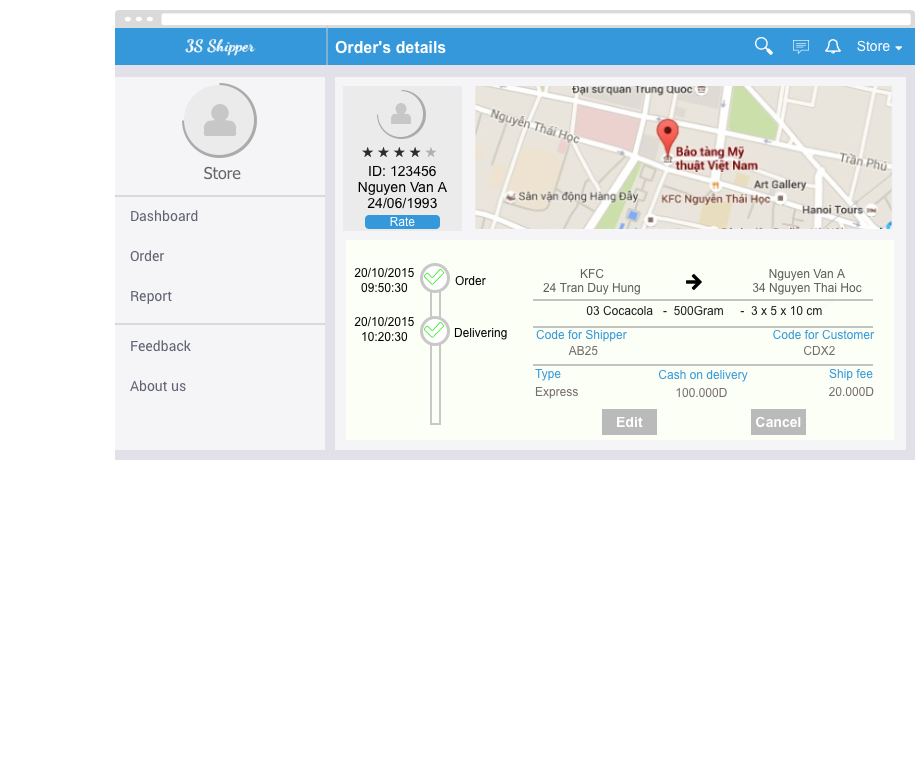 3S Shipper
Order's details
Store
Store
Dashboard
Order
Report
Feedback
About us
ID: 123456
Nguyen Van A
24/06/1993
Rate
Đại sứ quán Trung Quốc
Nguyễn Thái Học
Bảo tàng Mỹ
thuật Việt Nam
Trần Phú
Art Gallery
Sân vận động Hàng Đẫy
KFC Nguyễn Thái Học
Hanoi Tours
20/10/2015
09:50:30
Order
20/10/2015
10:20:30
Delivering
KFC
24 Tran Duy Hung
Nguyen Van A
34 Nguyen Thai Hoc
03 Cocacola - 500Gram - 3 x 5 x 10 cm
Code for Shipper Code for Customer
AB25 CDX2
Type Cash on delivery Ship fee
Express 100.000D 20.000D
Edit Cancel